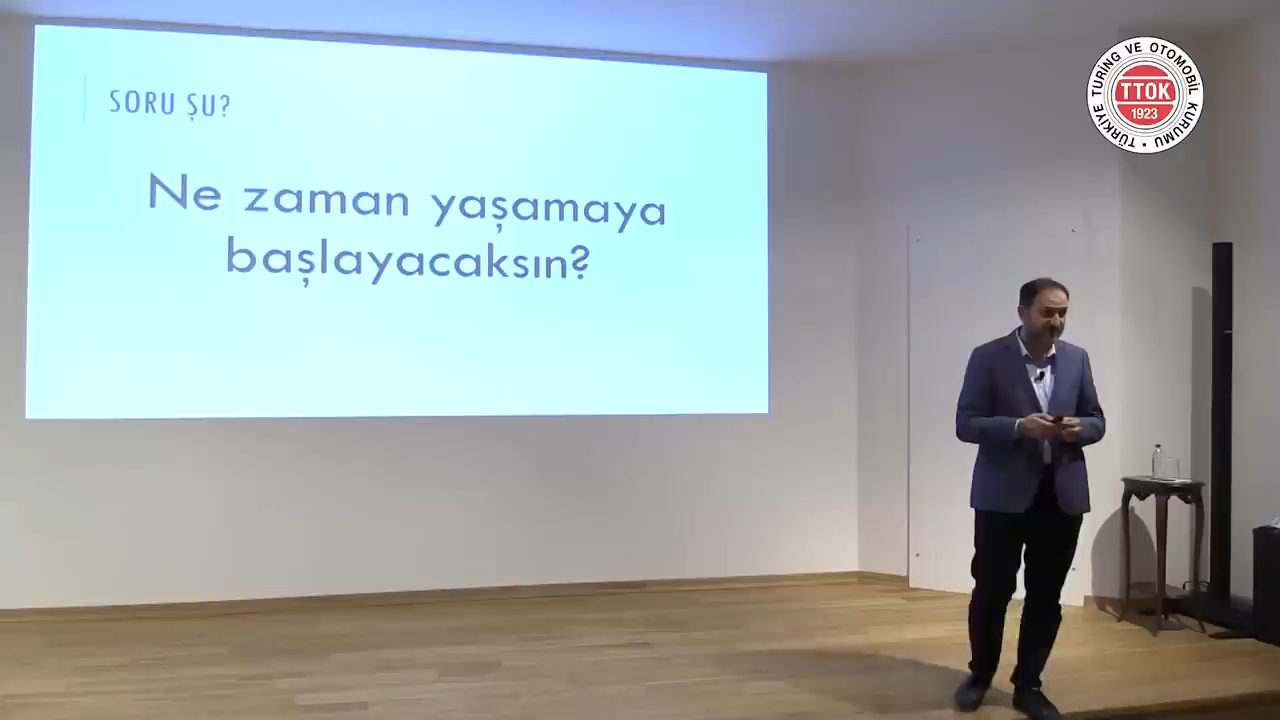 SORU ŞU?
Ne zaman yaşamaya
başlayacaksın?
TÜRKİYE TURİNG VE OTOMOBİL KURUMU •
TTOK
1923